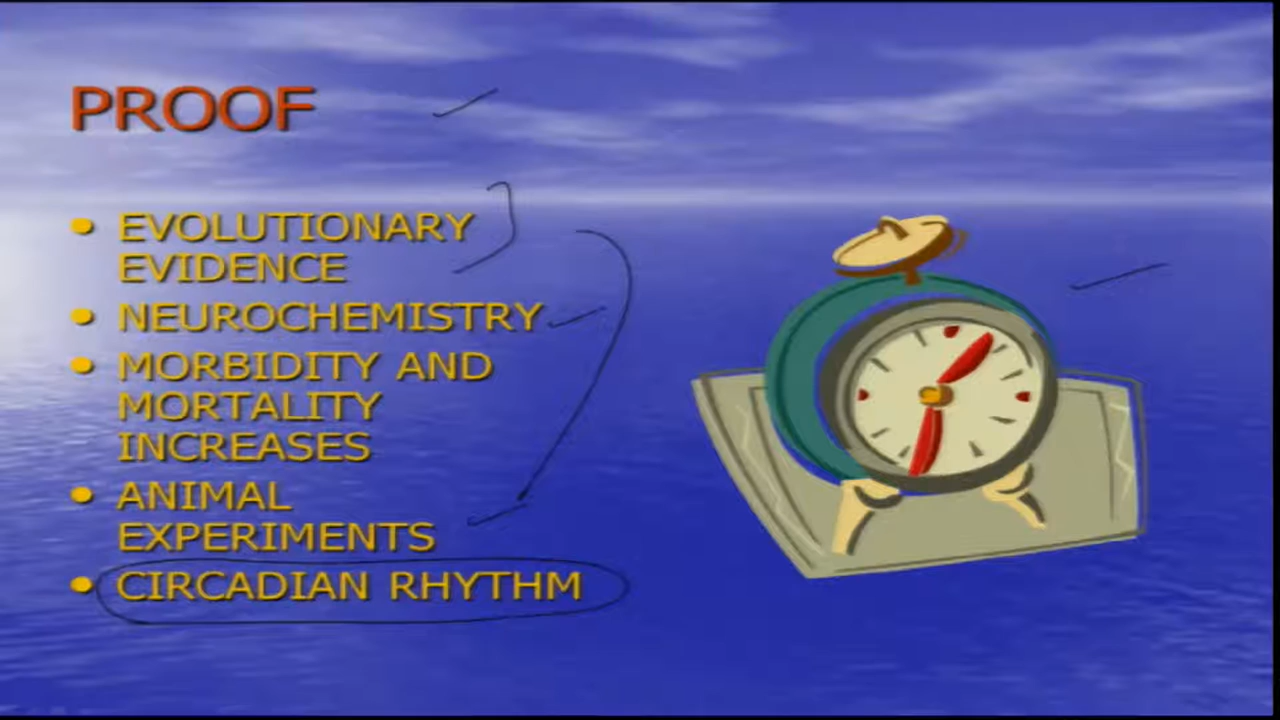 PROOF
• EVOLUTIONARY
EVIDENCE
• NEUROCHEMISTRY
• MORBIDITY AND
MORTALITY
INCREASES
• ANIMAL
EXPERIMENTS
• CIRCADIAN RHYTHM